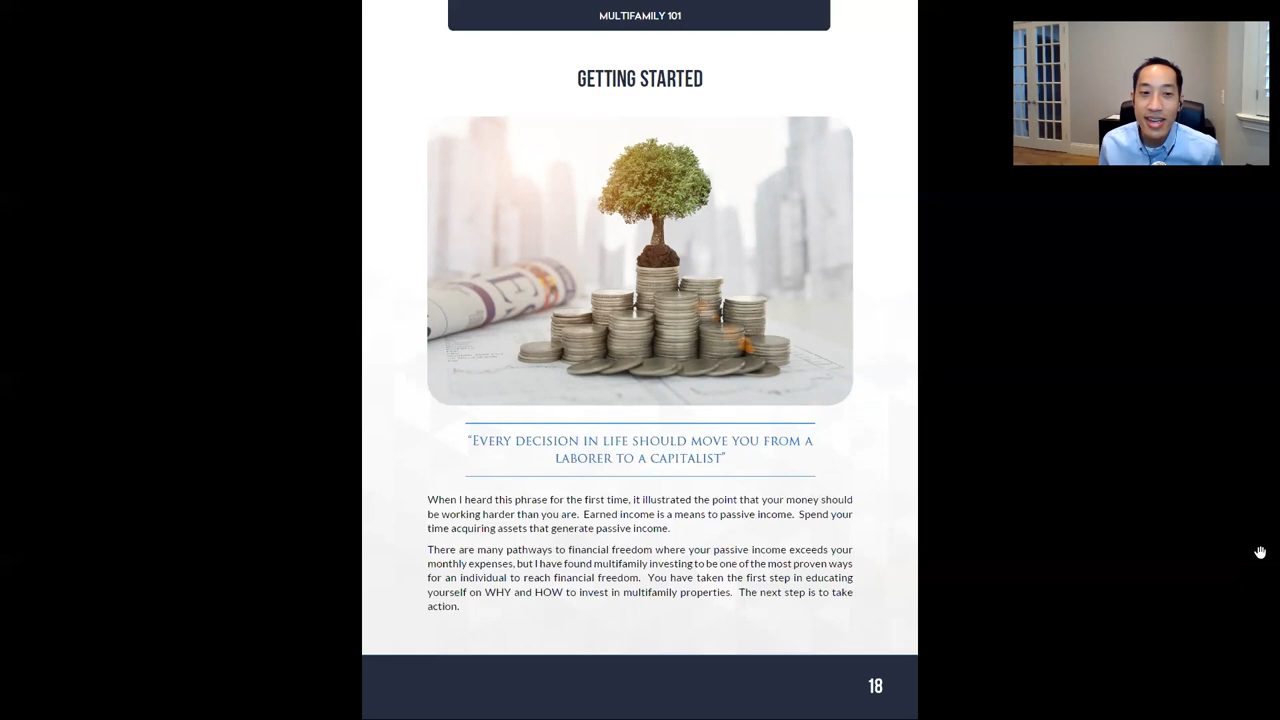 MULTIFAMILY 101
GETTING STARTED
“EVERY DECISION IN LIFE SHOULD MOVE YOU FROM A
LABORER TO A CAPITALIST”
When I heard this phrase for the first time, it illustrated the point that your money should
be working harder than you are. Earned income is a means to passive income. Spend your
time acquiring assets that generate passive income.
There are many pathways to financial freedom where your passive income exceeds your
monthly expenses, but I have found multifamily investing to be one of the most proven ways
for an individual to reach financial freedom. You have taken the first step in educating
yourself on WHY and HOW to invest in multifamily properties. The next step is to take
action.
18